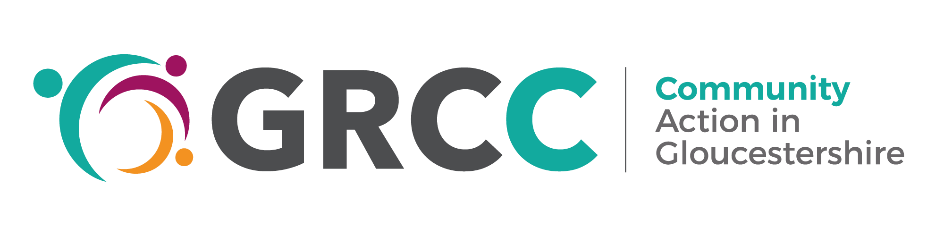 GRCC
Community
Action in
Gloucestershire